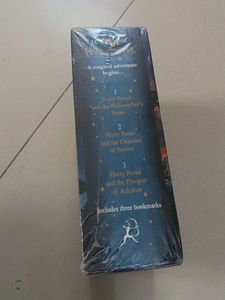 A magical adventure
begins...
1
Harry Potter
and the Philosopher's
Stone
2
Harry Potter
and the Chamber
of Secrets
3
Harry Potter
and the Prisoner
of Azkaban
Includes three bookmarks